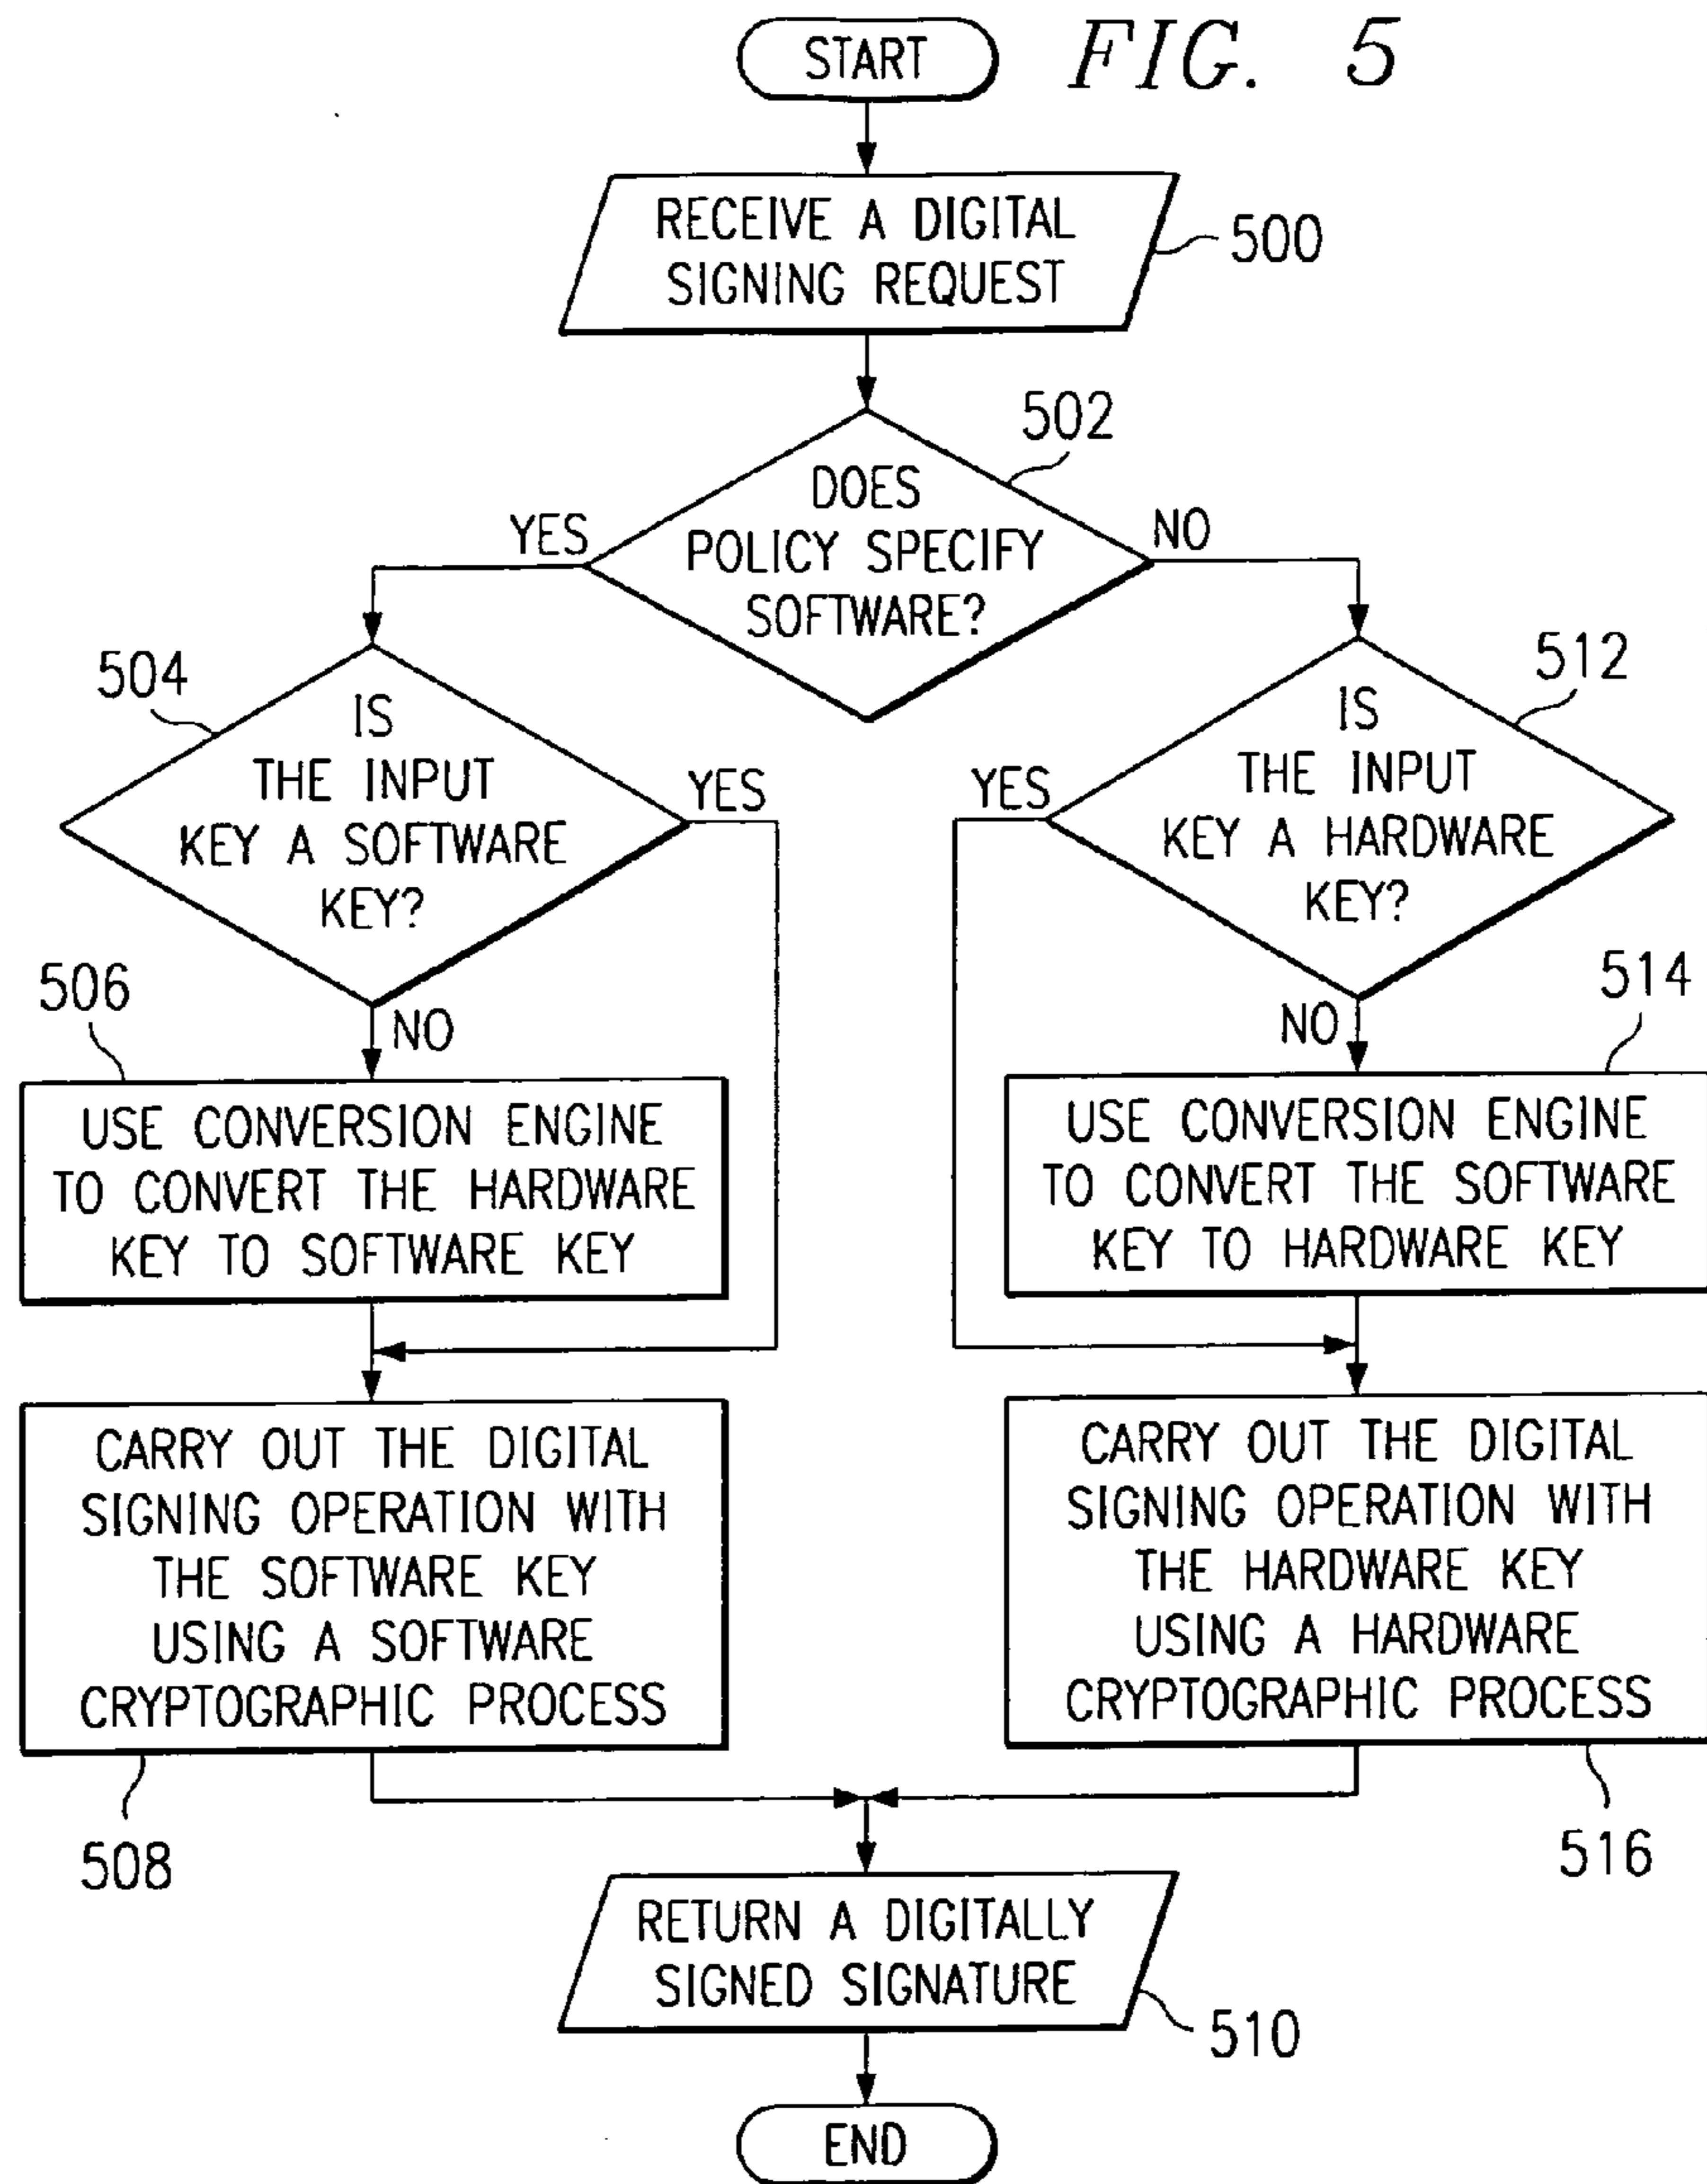 START
FIG. 5
RECEIVE A DIGITAL
SIGNING REQUEST
500
502
DOES
POLICY SPECIFY
SOFTWARE?
YES
NO
504
IS
THE INPUT
KEY A SOFTWARE
KEY?
YES
NO
512
IS
THE INPUT
KEY A HARDWARE
KEY?
YES
NO
506
USE CONVERSION ENGINE
TO CONVERT THE HARDWARE
KEY TO SOFTWARE KEY
514
USE CONVERSION ENGINE
TO CONVERT THE SOFTWARE
KEY TO HARDWARE KEY
CARRY OUT THE DIGITAL
SIGNING OPERATION WITH
THE SOFTWARE KEY
USING A SOFTWARE
CRYPTOGRAPHIC PROCESS
508
CARRY OUT THE DIGITAL
SIGNING OPERATION WITH
THE HARDWARE KEY
USING A HARDWARE
CRYPTOGRAPHIC PROCESS
516
RETURN A DIGITALLY
SIGNED SIGNATURE
510
END